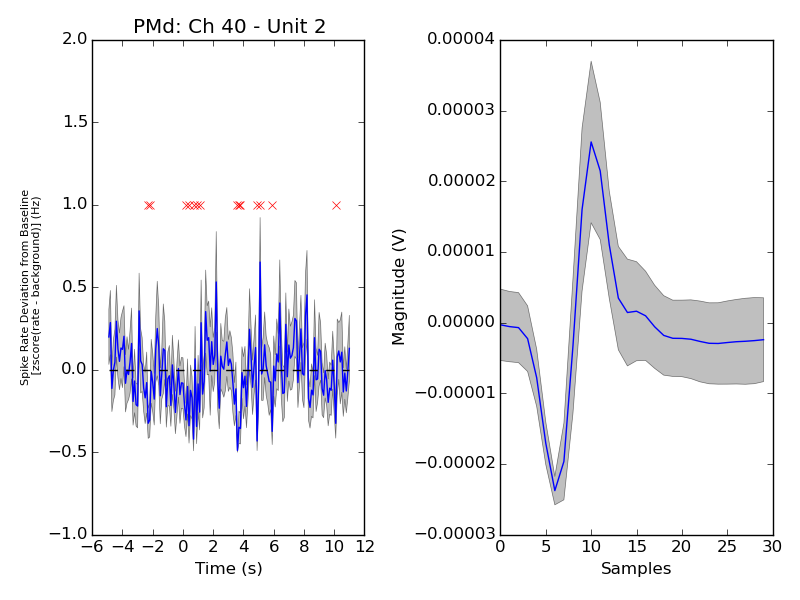 PMd: Ch 40 - Unit 2
2.0
1.5
1.0
0.5
0.0
−0.5
−1.0
−6 −4 −2 0 2 4 6 8 10 12
Time (s)
Spike Rate Deviation from Baseline
[zscore(rate - background)] (Hz)
0.00004
0.00003
0.00002
0.00001
0.00000
−0.00001
−0.00002
−0.00003
0 5 10 15 20 25 30
Samples
Magnitude (V)